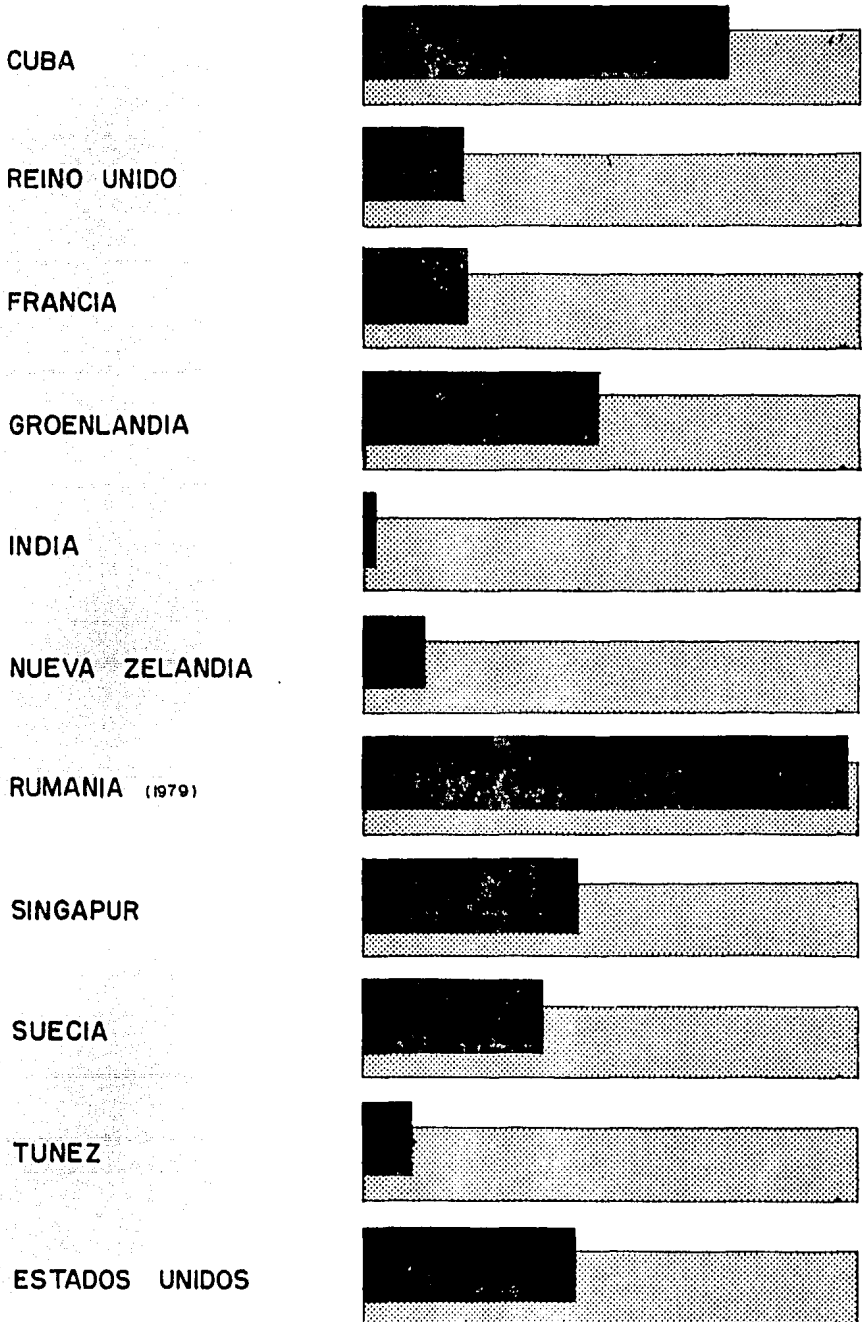 CUBA
REINO UNIDO
FRANCIA
GROENLANDIA
INDIA
NUEVA ZELANDIA
RUMANIA (1979)
SINGAPUR
SUECIA
TUNEZ
ESTADOS UNIDOS